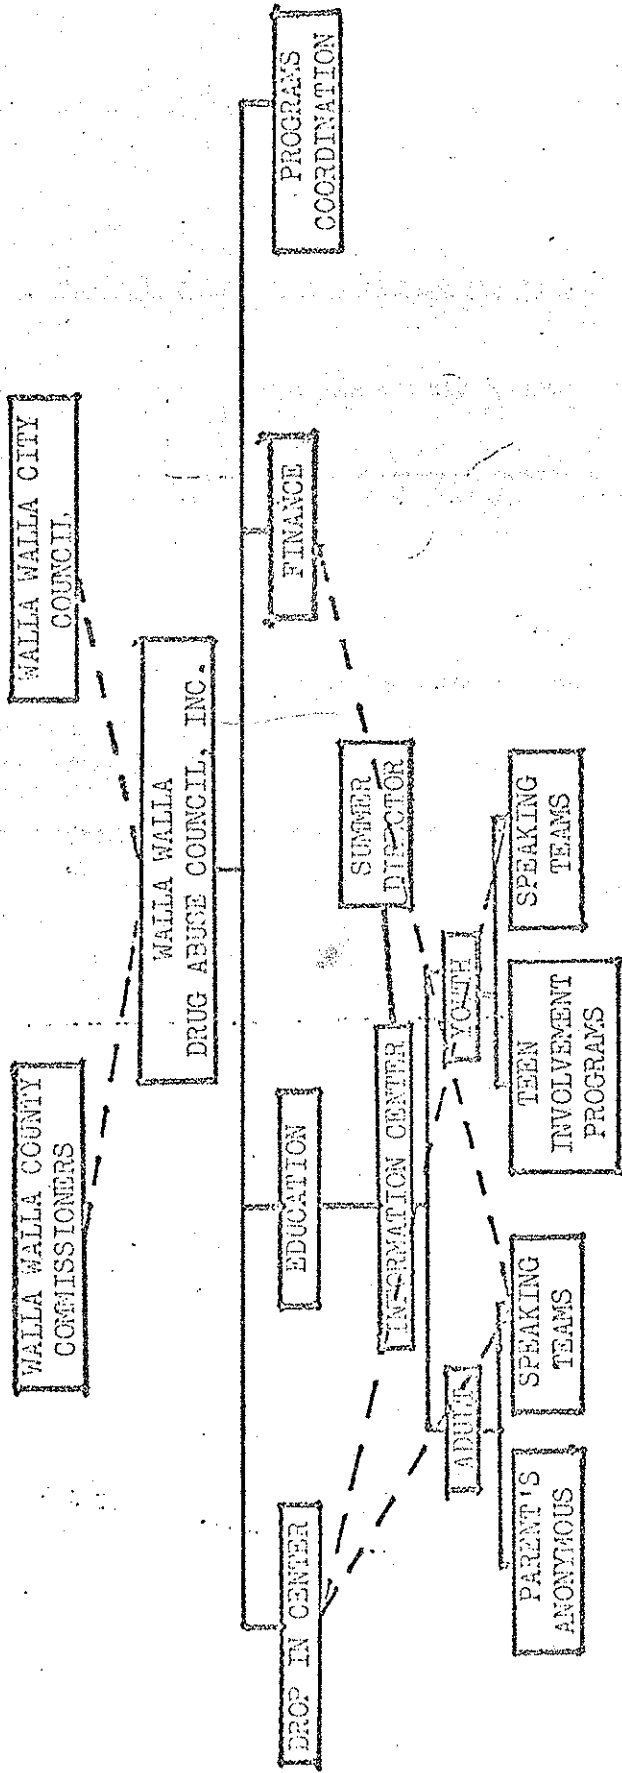 WALLA WALLA COUNTY
COMMISSIONERS
WALLA WALLA CITY
COUNCIL
WALLA WALLA
DRUG ABUSE COUNCIL, INC.
DROP IN CENTER
EDUCATION
FINANCE
PROGRAMS
COORDINATION
INFORMATION CENTER
SUMMER
DIRECTOR
ADULT
YOUTH
PARENT'S
ANONYMOUS
SPEAKING
TEAMS
TEEN
INVOLVEMENT
PROGRAMS
SPEAKING
TEAMS